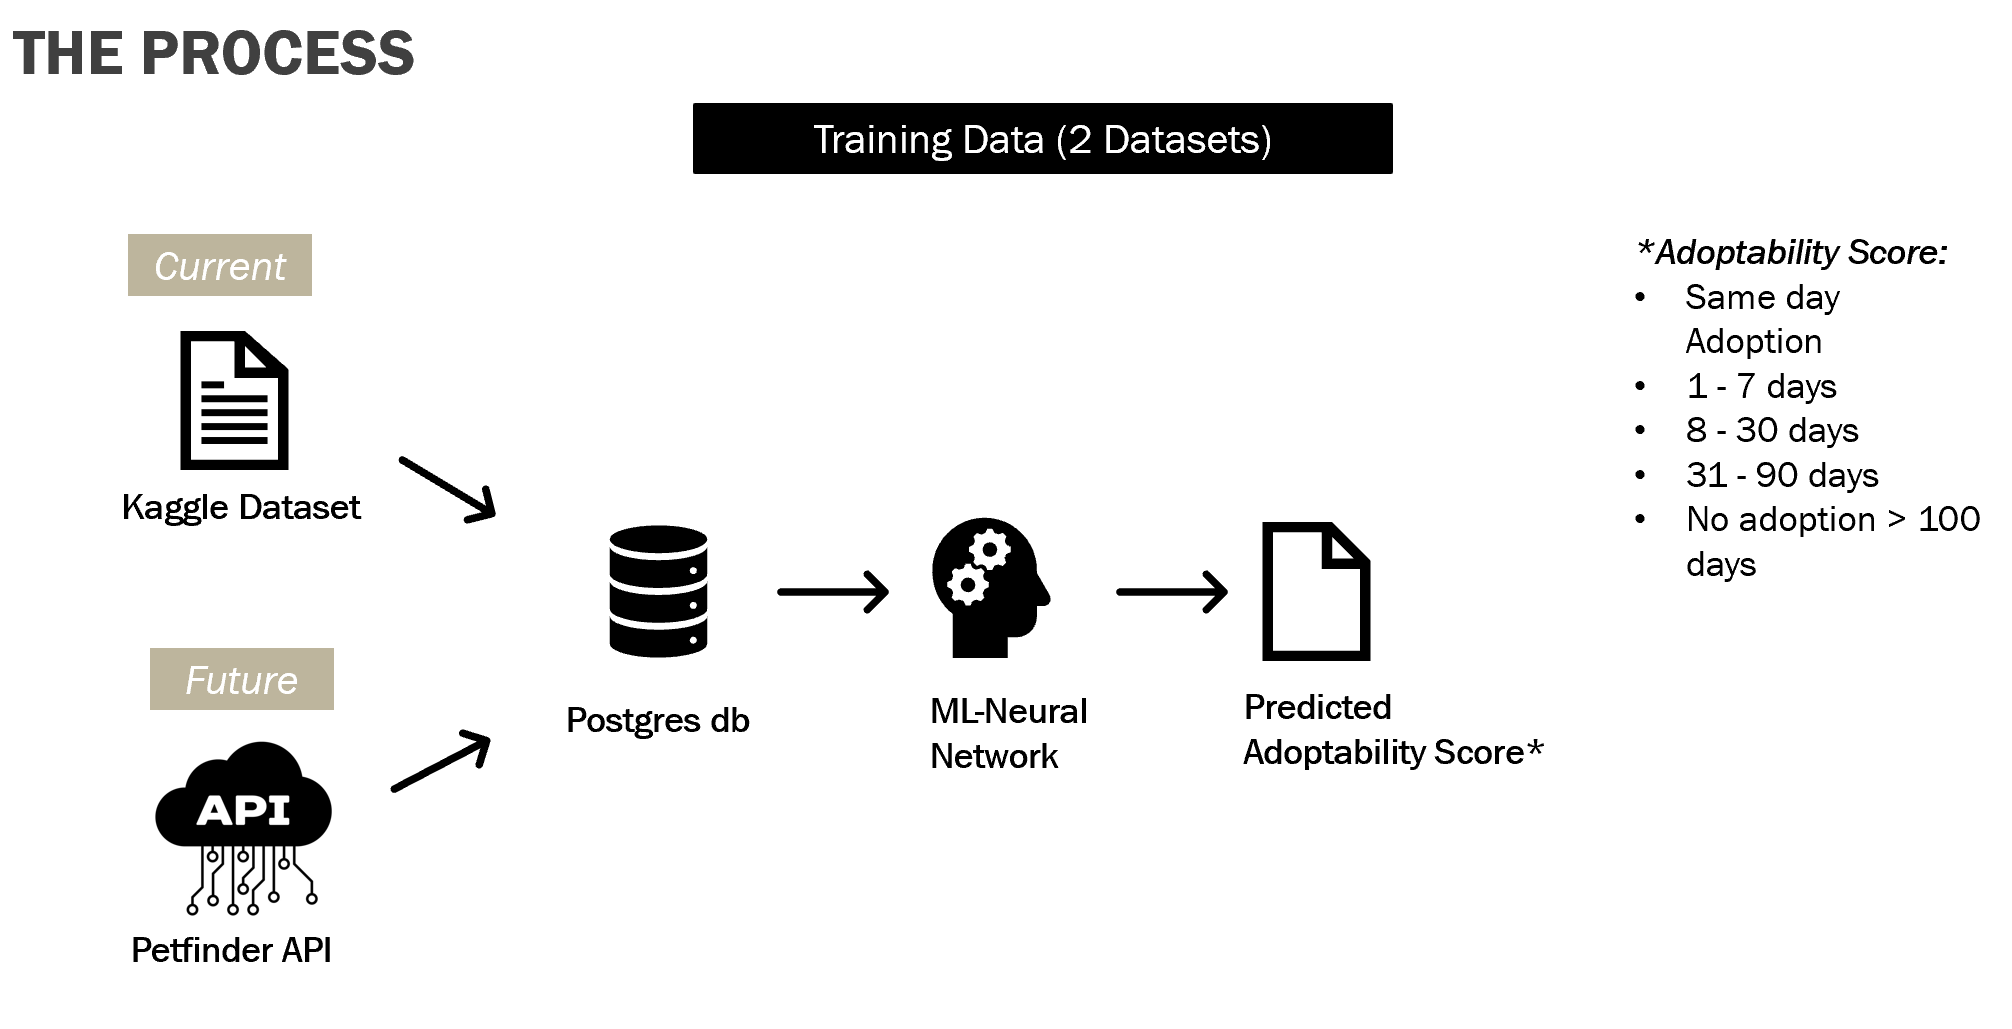 THE PROCESS
Training Data (2 Datasets)
Current
Kaggle Dataset
Future
API
Petfinder API
Postgres db
ML-Neural
Network
Predicted
Adoptability Score*
*Adoptability Score:
• Same day
Adoption
• 1 - 7 days
• 8 - 30 days
• 31 - 90 days
• No adoption > 100
days